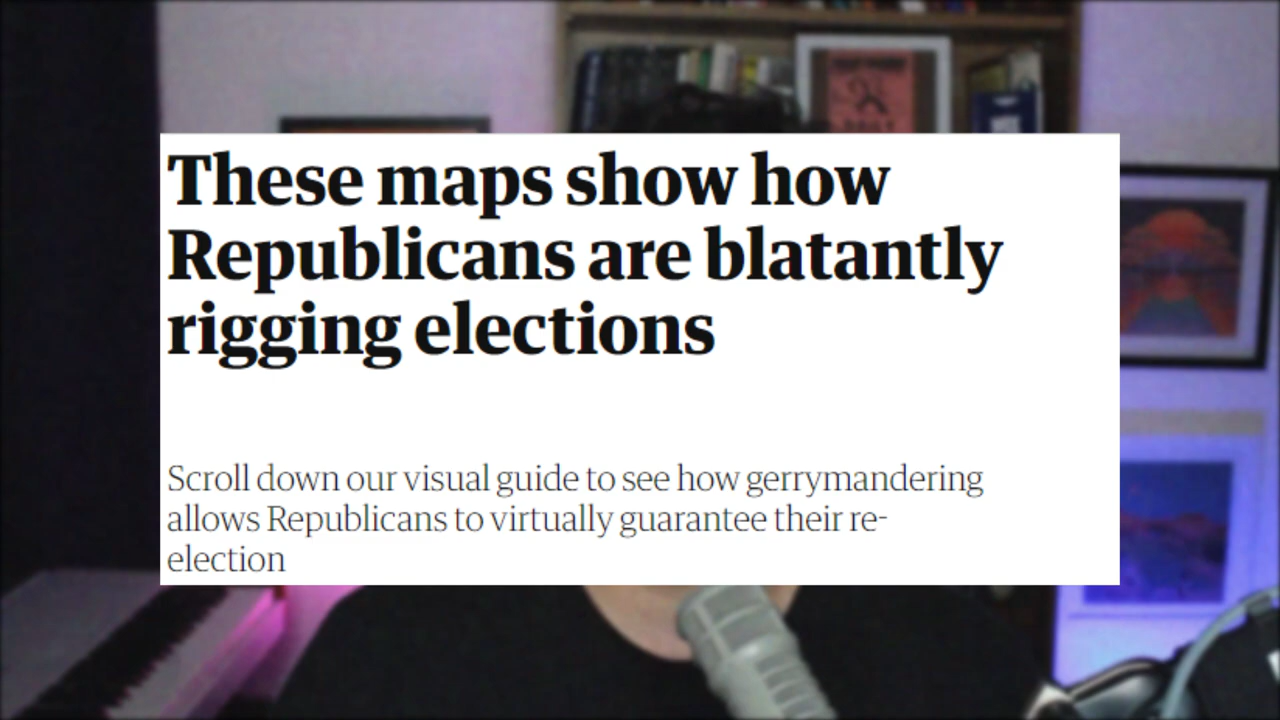 These maps show how
Republicans are blatantly
rigging elections
Scroll down our visual guide to see how gerrymandering
allows Republicans to virtually guarantee their re-
election